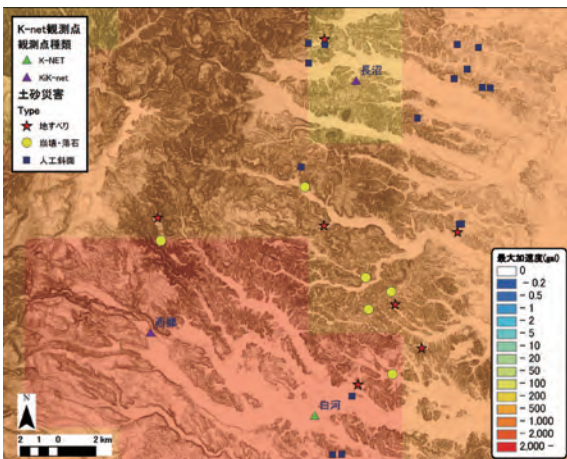 K-net観測点
観測点種類
K-NET
KiK-net
土砂災害
Type
地すべり
崩壊・落石
人工斜面
長沼
西郷
白河
最大加速度(gal)
0
- 0.2
- 0.5
- 1
- 2
- 5
- 10
- 20
- 50
- 100
- 200
- 500
- 1,000
- 2,000
2,000 -
N
2 1 0 2 km